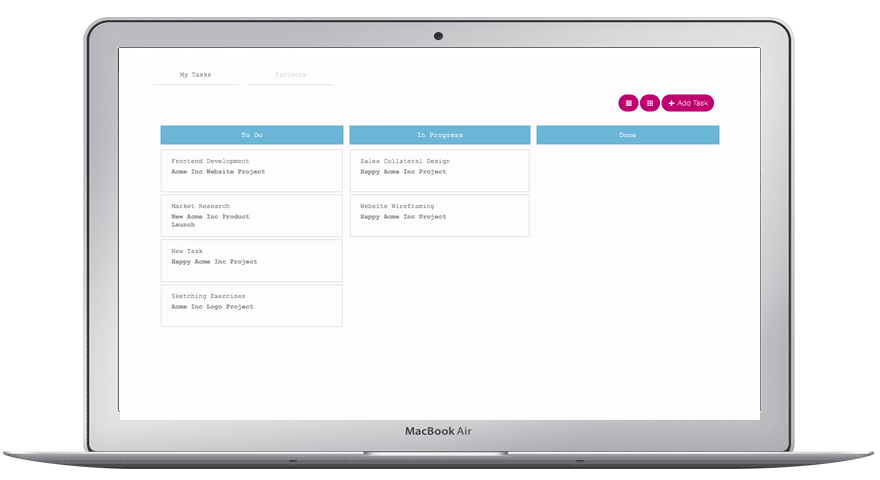 My Tasks
Projects
+ Add Task
To Do
In Progress
Done
Frontend Development
Acme Inc Website Project
Market Research
New Acme Inc Product
Launch
New Task
Happy Acme Inc Project
Sketching Exercises
Acme Inc Logo Project
Sales Collateral Design
Happy Acme Inc Project
Website Wireframing
Happy Acme Inc Project
MacBook Air